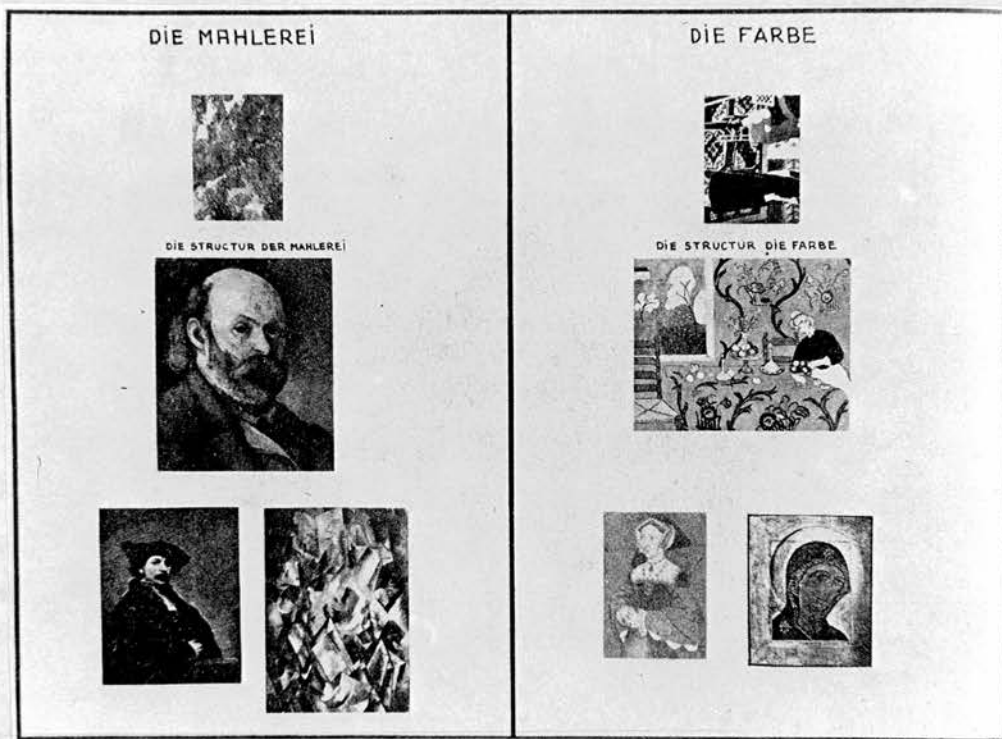 DiE MAHLEREi
DiE FARBE
DiE STRUCTUR DER MAHLEREi
DiE STRUCTUR DiE FARBE